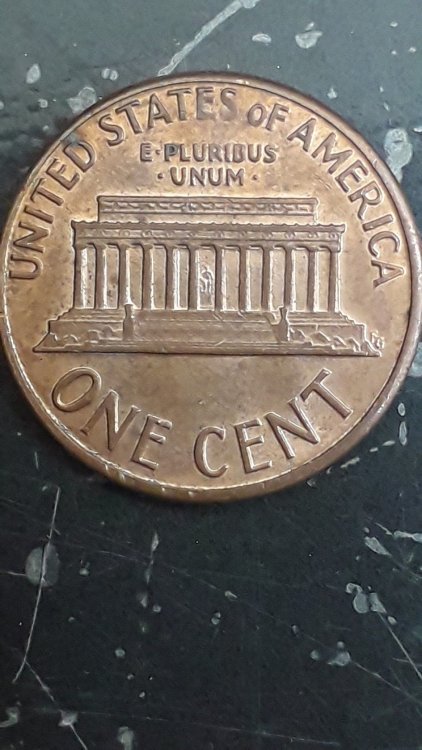 UNITED STATES OF AMERICA
E·PLURIBUS
·UNUM·
ONE CENT